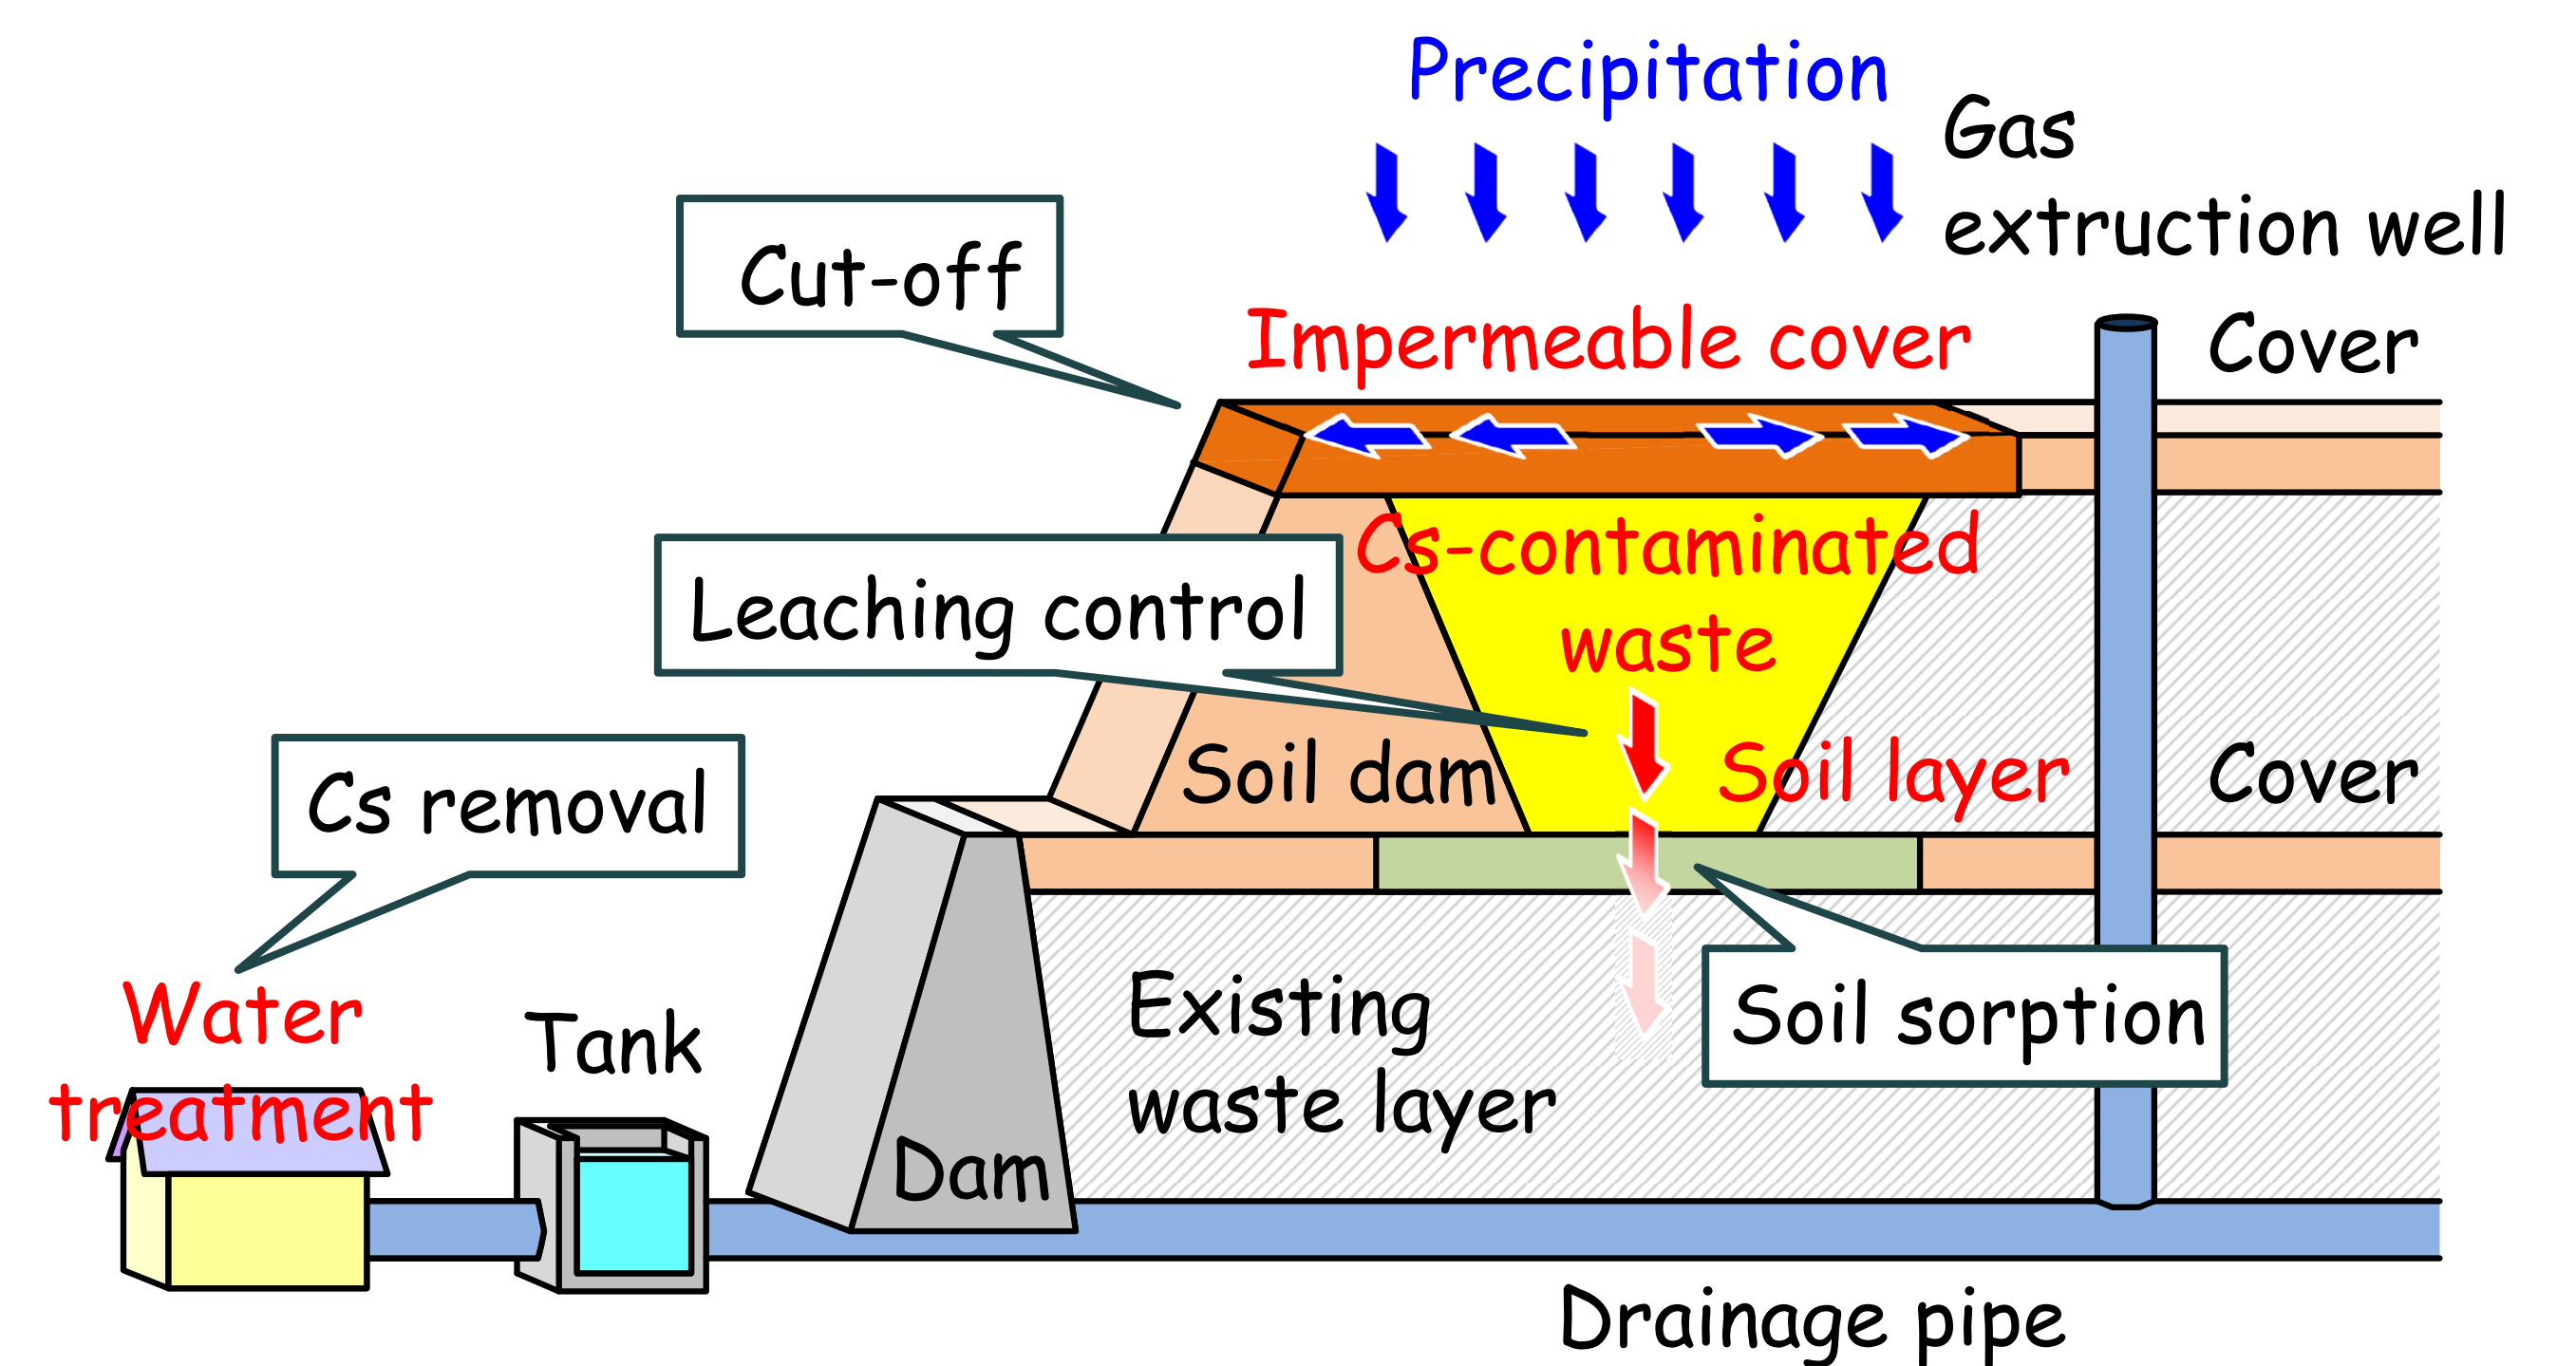 Precipitation
Gas
extruction well
Cut-off
Impermeable cover
Cover
Cs-contaminated
waste
Leaching control
Soil dam
Soil layer
Cover
Cs removal
Water
treatment
Tank
Existing
waste layer
Soil sorption
Dam
Drainage pipe